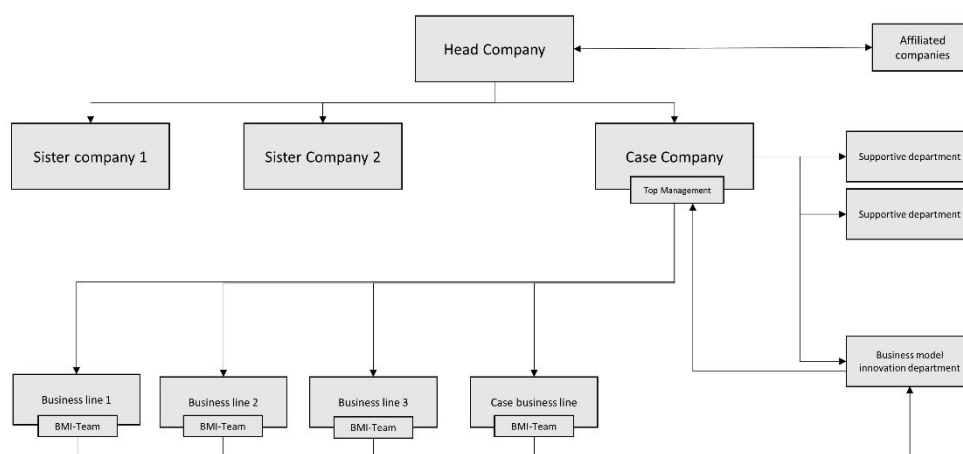 Head Company
Affiliated
companies
Sister company 1
Sister Company 2
Case Company
Top Management
Supportive department
Supportive department
Business model
innovation department
Business line 1
BMI-Team
Business line 2
BMI-Team
Business line 3
BMI-Team
Case business line
BMI-Team